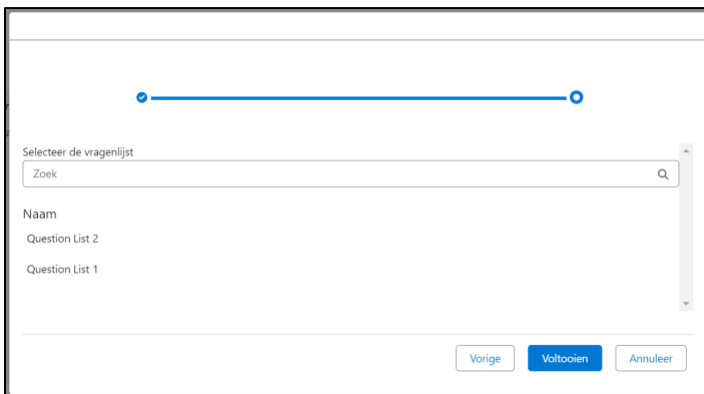 Selecteer de vragenlijst
Zoek
Naam
Question List 2
Question List 1
Vorige Voltooien Annuleer